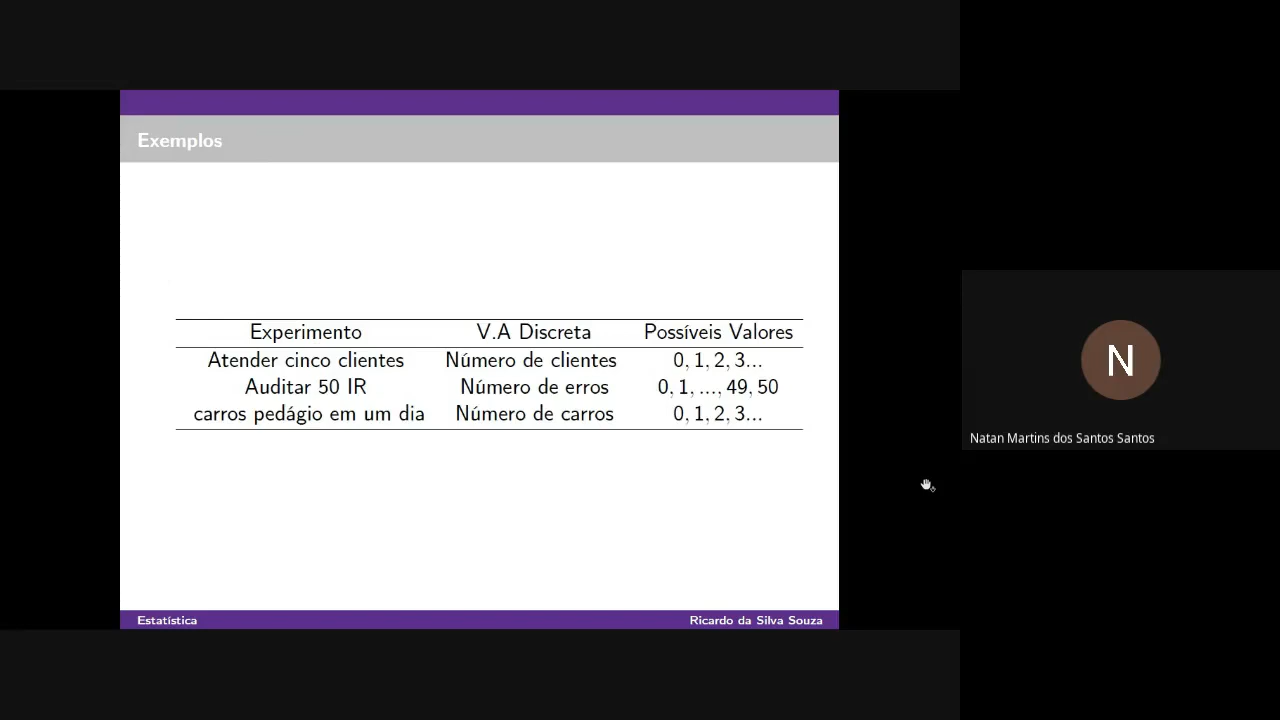 Exemplos
Experimento V.A Discreta Possíveis Valores
Atender cinco clientes Número de clientes 0, 1, 2, 3...
Auditar 50 IR Número de erros 0, 1, ..., 49, 50
carros pedágio em um dia Número de carros 0, 1, 2, 3...
Estatística Ricardo da Silva Souza
N
Natan Martins dos Santos Santos